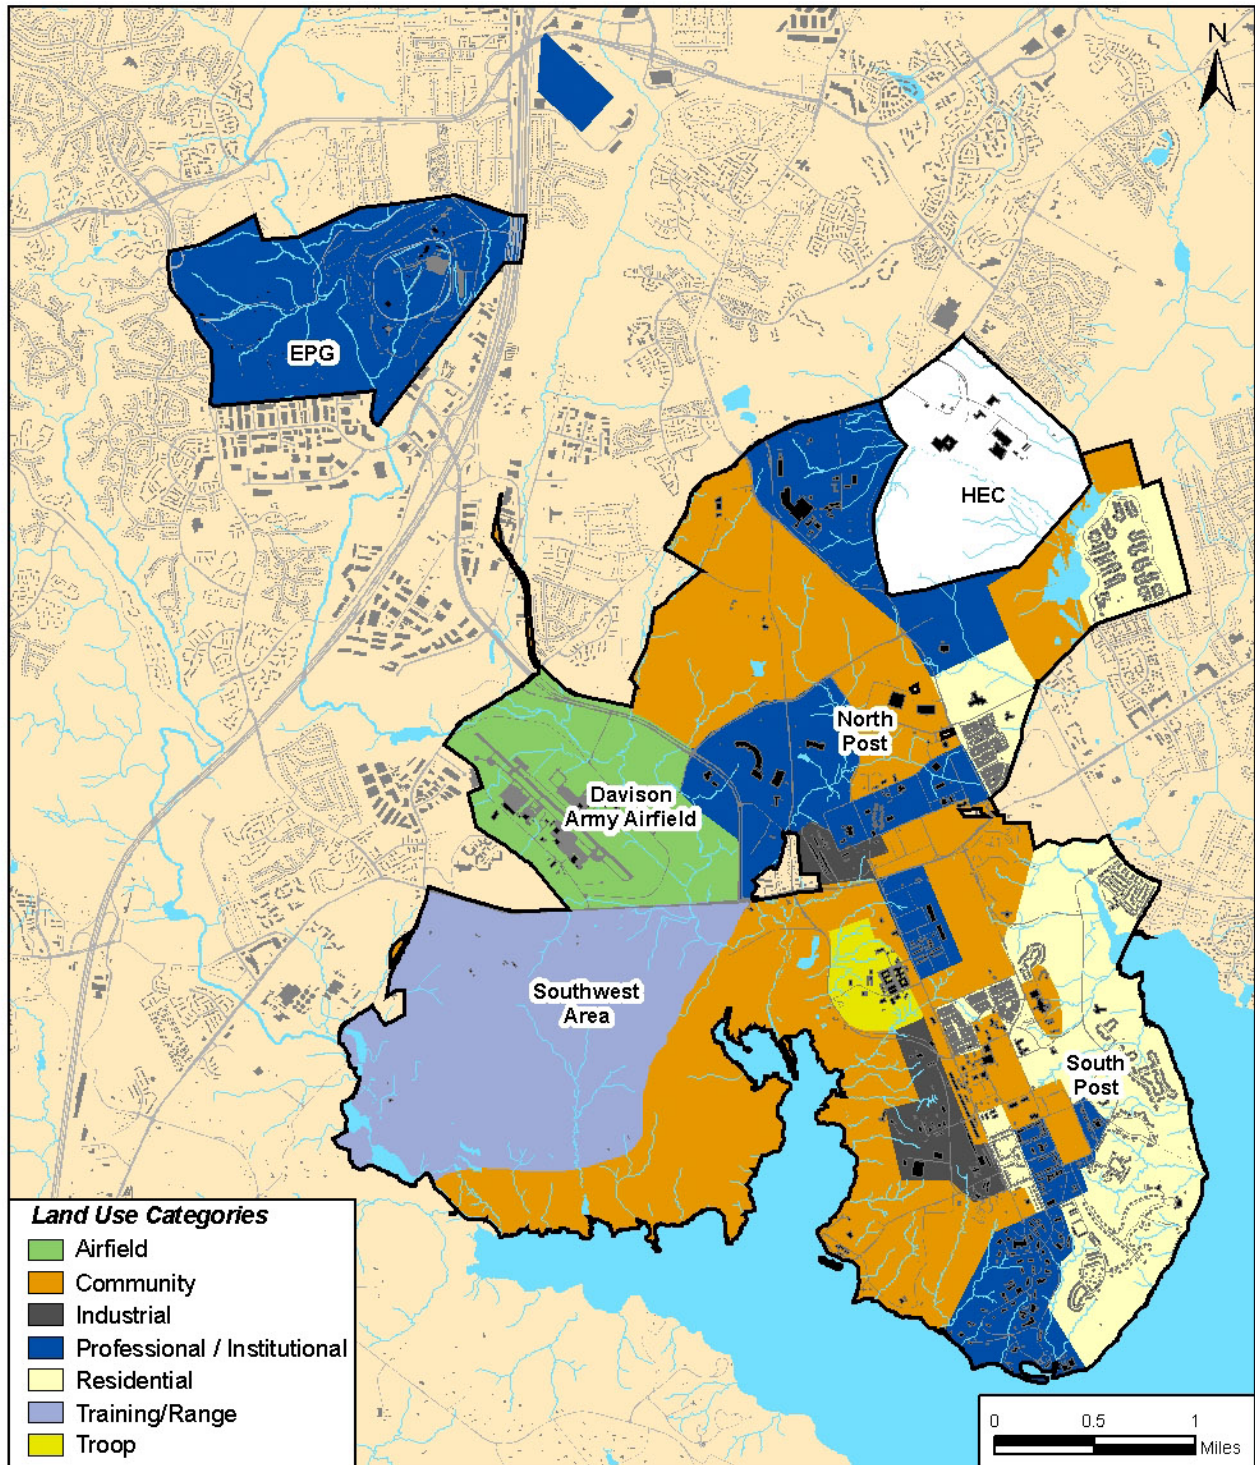 N
EPG
HEC
North
Post
Davison
Army Airfield
Southwest
Area
South
Post
Land Use Categories
Airfield
Community
Industrial
Professional / Institutional
Residential
Training/Range
Troop
0 0.5 1
Miles